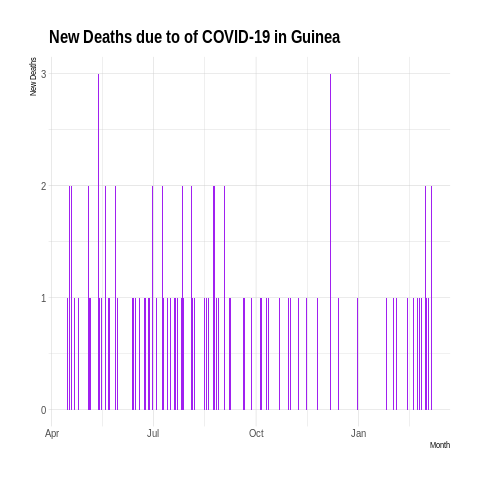 New Deaths due to of COVID-19 in Guinea
New Deaths
3
2
1
0
Apr Jul Oct Jan
Month